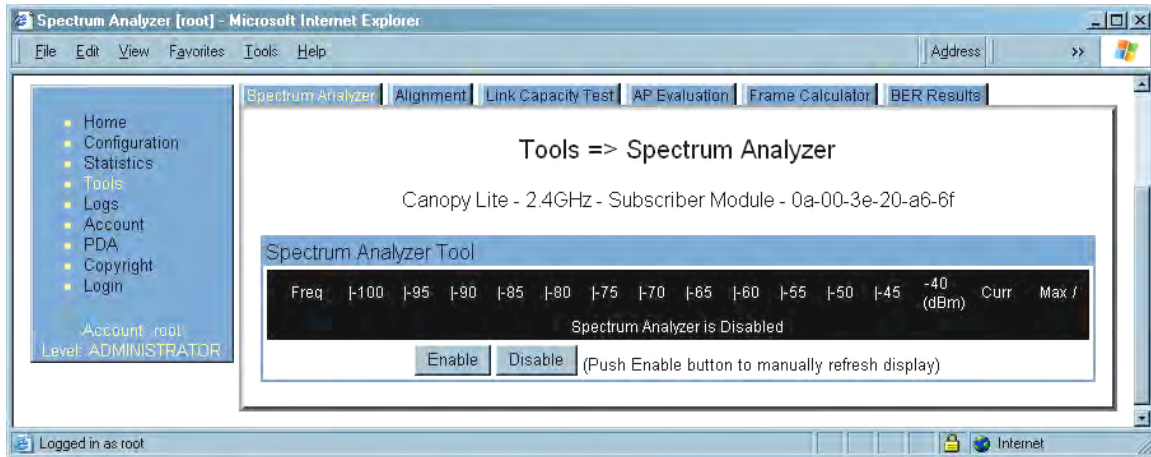 Spectrum Analyzer [root] - Microsoft Internet Explorer
File Edit View Favorites Tools Help
Address >>
Home
Configuration
Statistics
Tools
Logs
Account
PDA
Copyright
Login
Account: root
Level: ADMINISTRATOR
Spectrum Analyzer Alignment Link Capacity Test AP Evaluation Frame Calculator BER Results
Tools => Spectrum Analyzer
Canopy Lite - 2.4GHz - Subscriber Module - 0a-00-3e-20-a6-6f
Spectrum Analyzer Tool
Freq |-100 |-95 |-90 |-85 |-80 |-75 |-70 |-65 |-60 |-55 |-50 |-45 -40 (dBm) Curr Max /
Spectrum Analyzer is Disabled
Enable Disable (Push Enable button to manually refresh display)
Logged in as root Internet